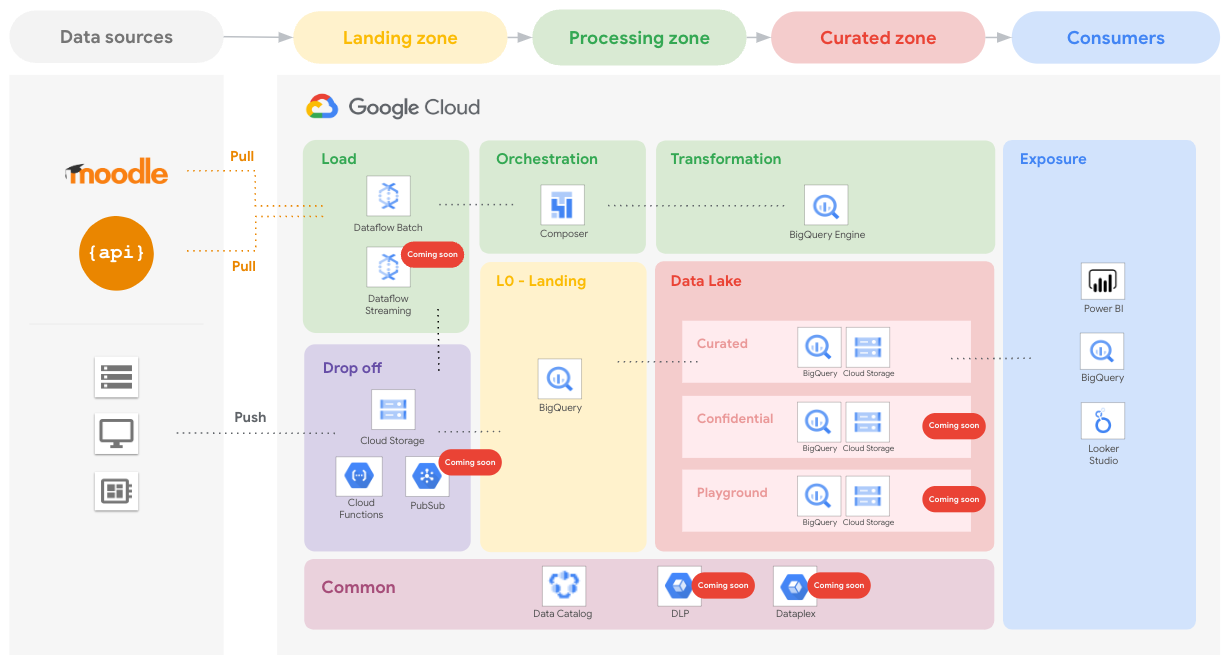 Data sources
Landing zone
Processing zone
Curated zone
Consumers
Google Cloud
moodle
Pull
{api}
Pull
Push
Load
Dataflow Batch
Coming soon
Dataflow
Streaming
Orchestration
Composer
Transformation
BigQuery Engine
Exposure
Power BI
BigQuery
Looker
Studio
Drop off
Cloud Storage
Coming soon
Cloud
Functions
PubSub
L0 - Landing
BigQuery
Data Lake
Curated
BigQuery
Cloud Storage
Confidential
BigQuery
Cloud Storage
Coming soon
Playground
BigQuery
Cloud Storage
Coming soon
Common
Data Catalog
Coming soon
DLP
Coming soon
Dataplex